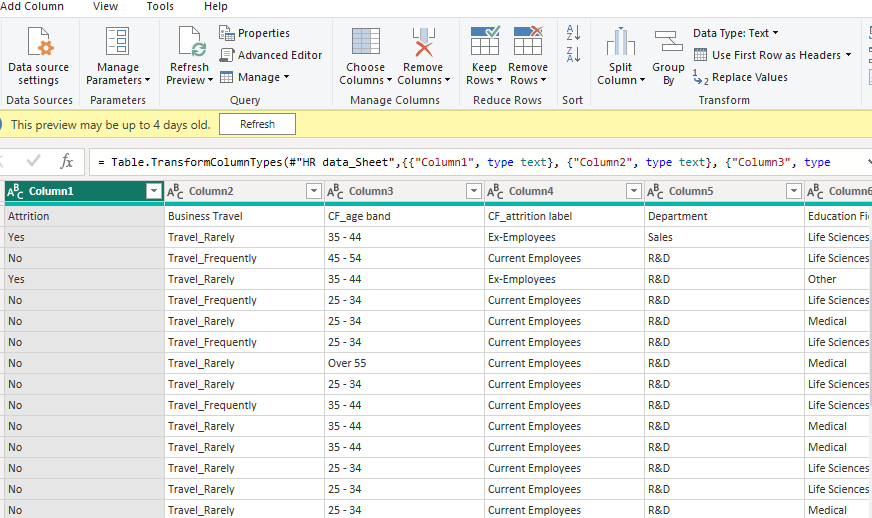 Add Column View Tools Help
Data source settings
Manage Parameters
Refresh Preview
Properties
Advanced Editor
Manage
Choose Columns
Remove Columns
Keep Rows
Remove Rows
A Z
Z A
Split Column
Group By
Data Type: Text
Use First Row as Headers
1 2 Replace Values
Data Sources Parameters Query Manage Columns Reduce Rows Sort Transform
This preview may be up to 4 days old. Refresh
fx = Table.TransformColumnTypes(#"HR data_Sheet",{{"Column1", type text}, {"Column2", type text}, {"Column3", type
ABC Column1 ABC Column2 ABC Column3 ABC Column4 ABC Column5 ABC Column6
Attrition Business Travel CF_age band CF_attrition label Department Education Fi
Yes Travel_Rarely 35 - 44 Ex-Employees Sales Life Sciences
No Travel_Frequently 45 - 54 Current Employees R&D Life Sciences
Yes Travel_Rarely 35 - 44 Ex-Employees R&D Other
No Travel_Frequently 25 - 34 Current Employees R&D Life Sciences
No Travel_Rarely 25 - 34 Current Employees R&D Medical
No Travel_Frequently 25 - 34 Current Employees R&D Life Sciences
No Travel_Rarely Over 55 Current Employees R&D Medical
No Travel_Rarely 25 - 34 Current Employees R&D Life Sciences
No Travel_Frequently 35 - 44 Current Employees R&D Life Sciences
No Travel_Rarely 35 - 44 Current Employees R&D Medical
No Travel_Rarely 35 - 44 Current Employees R&D Medical
No Travel_Rarely 25 - 34 Current Employees R&D Life Sciences
No Travel_Rarely 25 - 34 Current Employees R&D Life Sciences
No Travel_Rarely 25 - 34 Current Employees R&D Medical